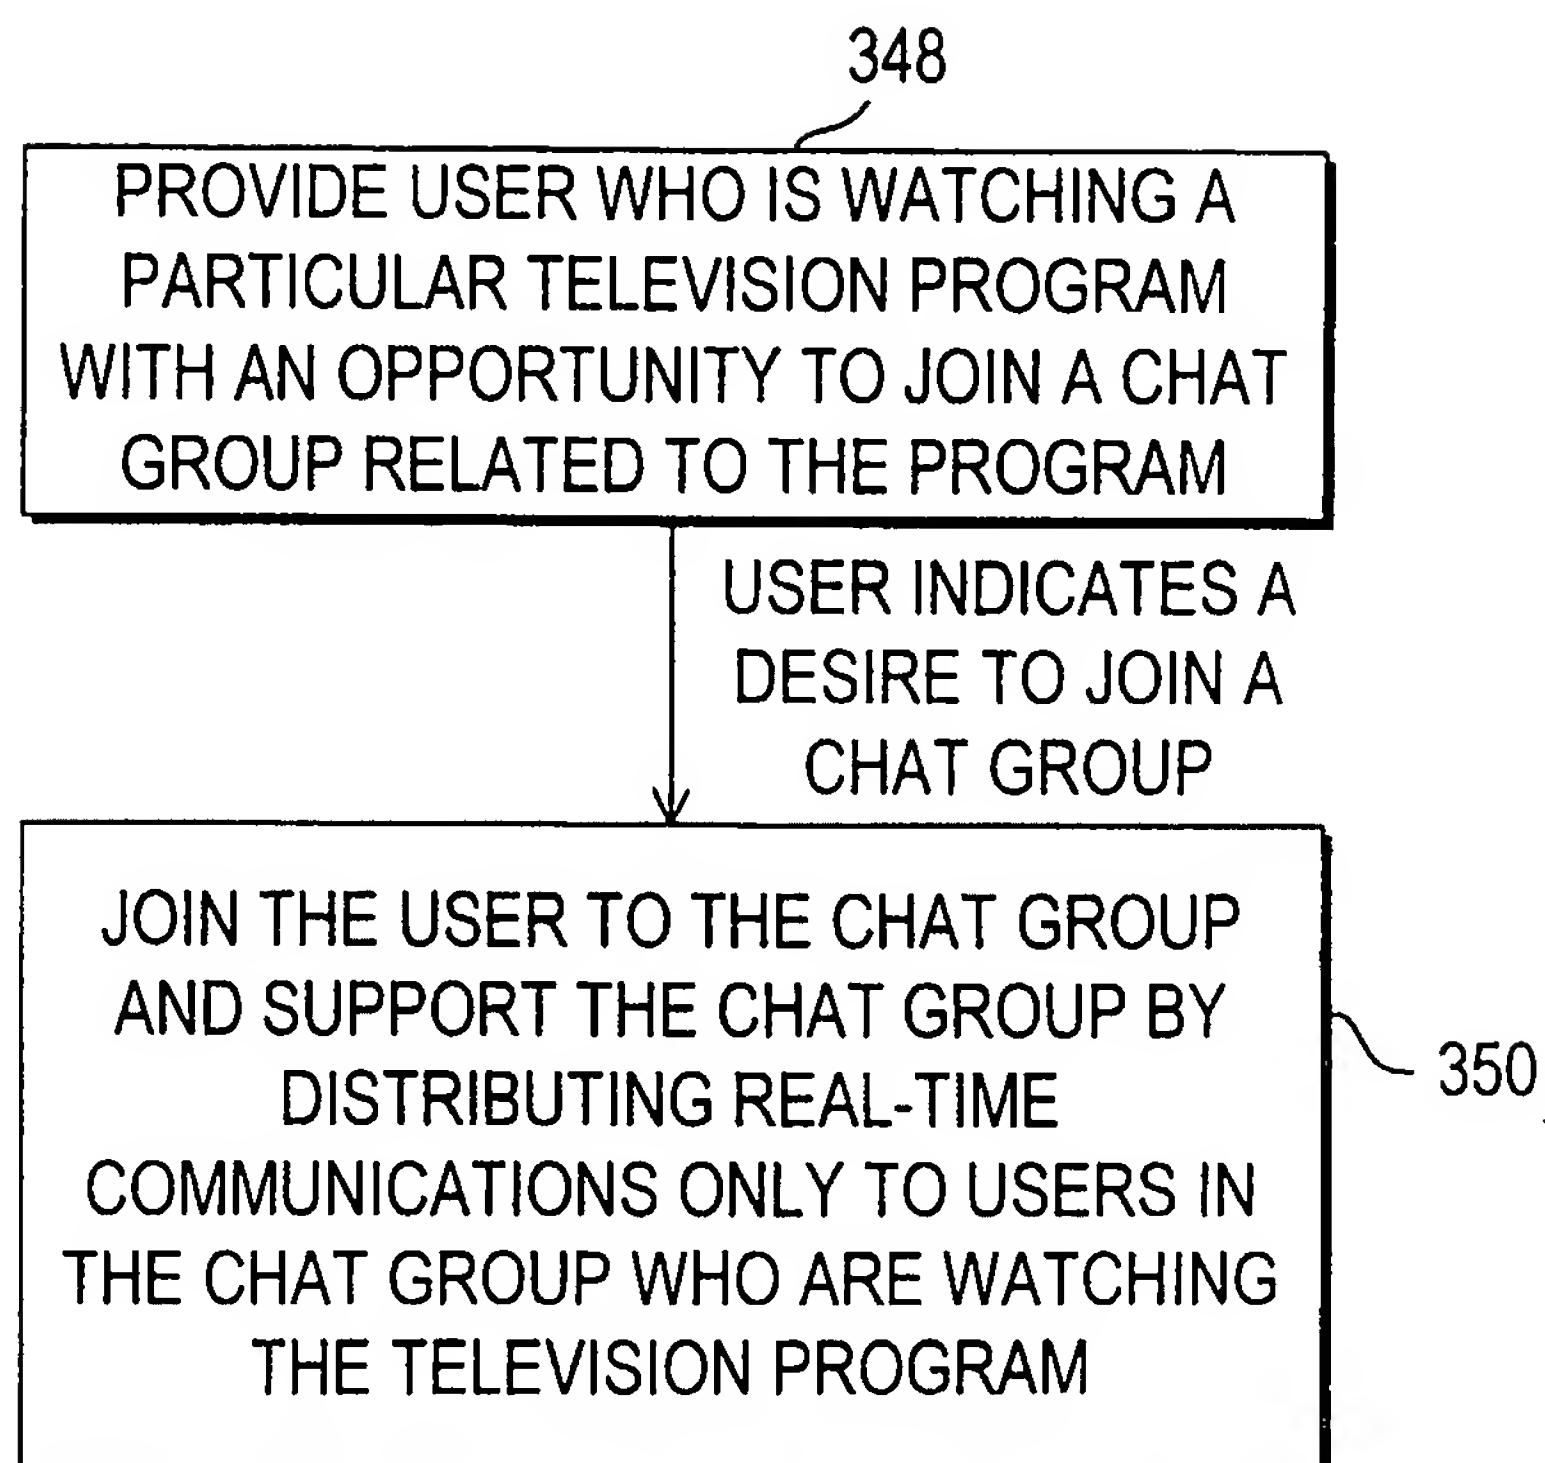 348
PROVIDE USER WHO IS WATCHING A
PARTICULAR TELEVISION PROGRAM
WITH AN OPPORTUNITY TO JOIN A CHAT
GROUP RELATED TO THE PROGRAM
USER INDICATES A
DESIRE TO JOIN A
CHAT GROUP
JOIN THE USER TO THE CHAT GROUP
AND SUPPORT THE CHAT GROUP BY
DISTRIBUTING REAL-TIME
COMMUNICATIONS ONLY TO USERS IN
THE CHAT GROUP WHO ARE WATCHING
THE TELEVISION PROGRAM
350